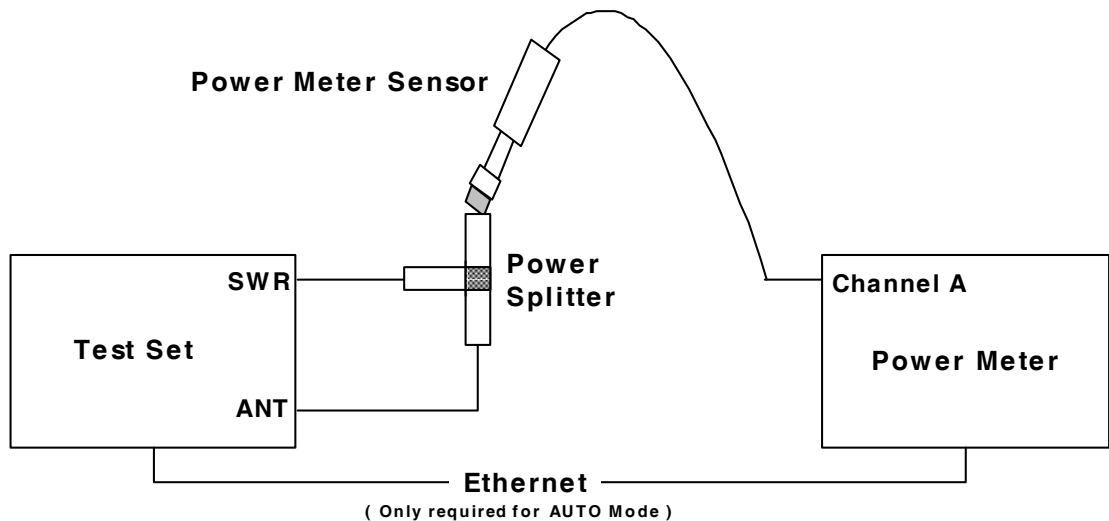 Power Meter Sensor
SWR
Power
Splitter
Channel A
Test Set
Power Meter
ANT
Ethernet
( Only required for AUTO Mode )